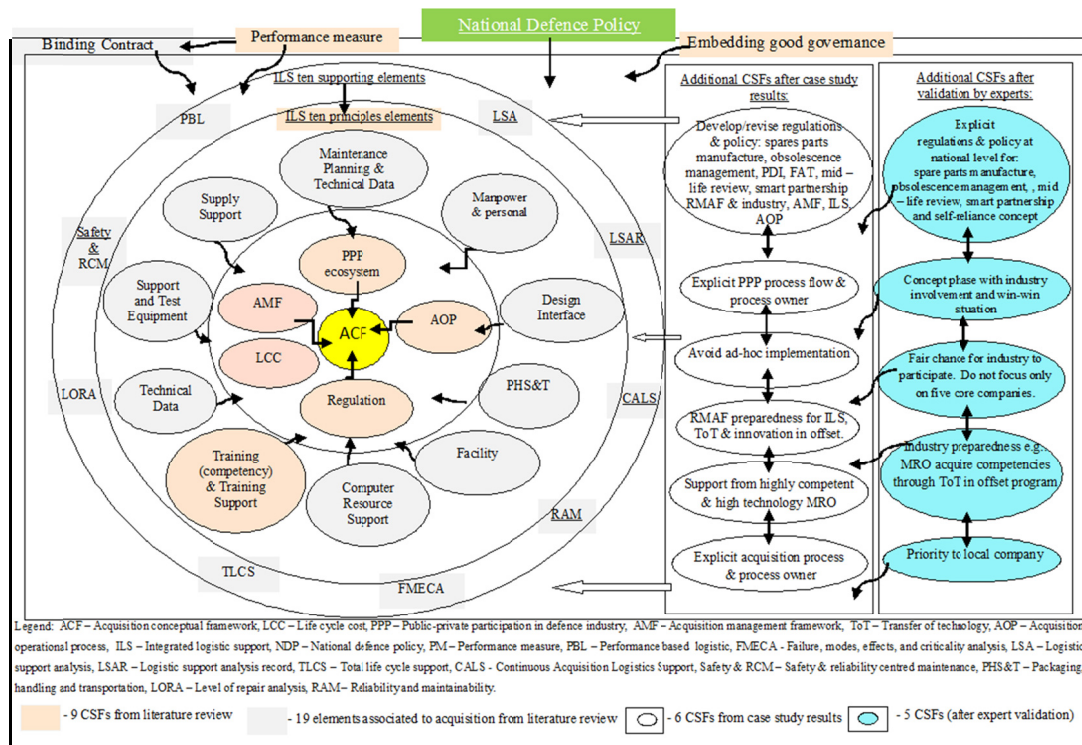 National Defence Policy
Binding Contract
Performance measure
Embedding good governance
ILS ten supporting elements
ILS ten principles elements
PBL
LSA
Safety
&
RCM
LSAR
LORA
CALS
RAM
TLCS
FMECA
Mainterance
Planning &
Technical Data
Supply
Support
Manpower
& personal
Support
and Test
Equipment
Design
Interface
Technical
Data
PHS&T
Training
(competency) &
Training
Support
Computer
Resource
Support
Facility
PPP
ecosystem
AMF
AOP
ACF
LCC
Regulation
Additional CSFs after case study
results:
Develop/revise regulations
& policy: spares parts
manufacture, obsolescence
management, PDI, FAT, mid –
life review, smart partnership
RMAF & industry, AMF, ILS,
AOP
Explicit PPP process flow &
process owner
Avoid ad-hoc implementation
RMAF preparedness for ILS,
ToT & innovation in offset.
Support from highly competent
& high technology MRO
Explicit acquisition process
& process owner
Additional CSFs after
validation by experts:
Explicit
regulations & policy at
national level for:
spare parts manufacture,
obsolescence management, , mid
– life review, smart partnership
and self-reliance concept
Concept phase with industry
involvement and win-win
situation
Fair chance for industry to
participate. Do not focus only
on five core companies.
Industry preparedness e.g.
MRO acquire competencies
through ToT in offset program
Priority to local company
Legend: ACF – Acquisition conceptual framework, LCC – Life cycle cost, PPP – Public-private participation in defence industry, AMF – Acquisition management framework, ToT – Transfer of technology, AOP – Acquisition
operational process, ILS – Integrated logistic support, NDP – National defence policy, PM – Performance measure, PBL – Performance based logistic, FMECA - Failure, modes, effects, and criticality analysis, LSA – Logistic
support analysis, LSAR – Logistic support analysis record, TLCS – Total life cycle support, CALS - Continuous Acquisition Logistics Support, Safety & RCM – Safety & reliability centred maintenance, PHS&T – Packaging,
handling and transportation, LORA – Level of repair analysis, RAM – Reliability and maintainability.
- 9 CSFs from literature review
- 19 elements associated to acquisition from literature review
- 6 CSFs from case study results
- 5 CSFs (after expert validation)